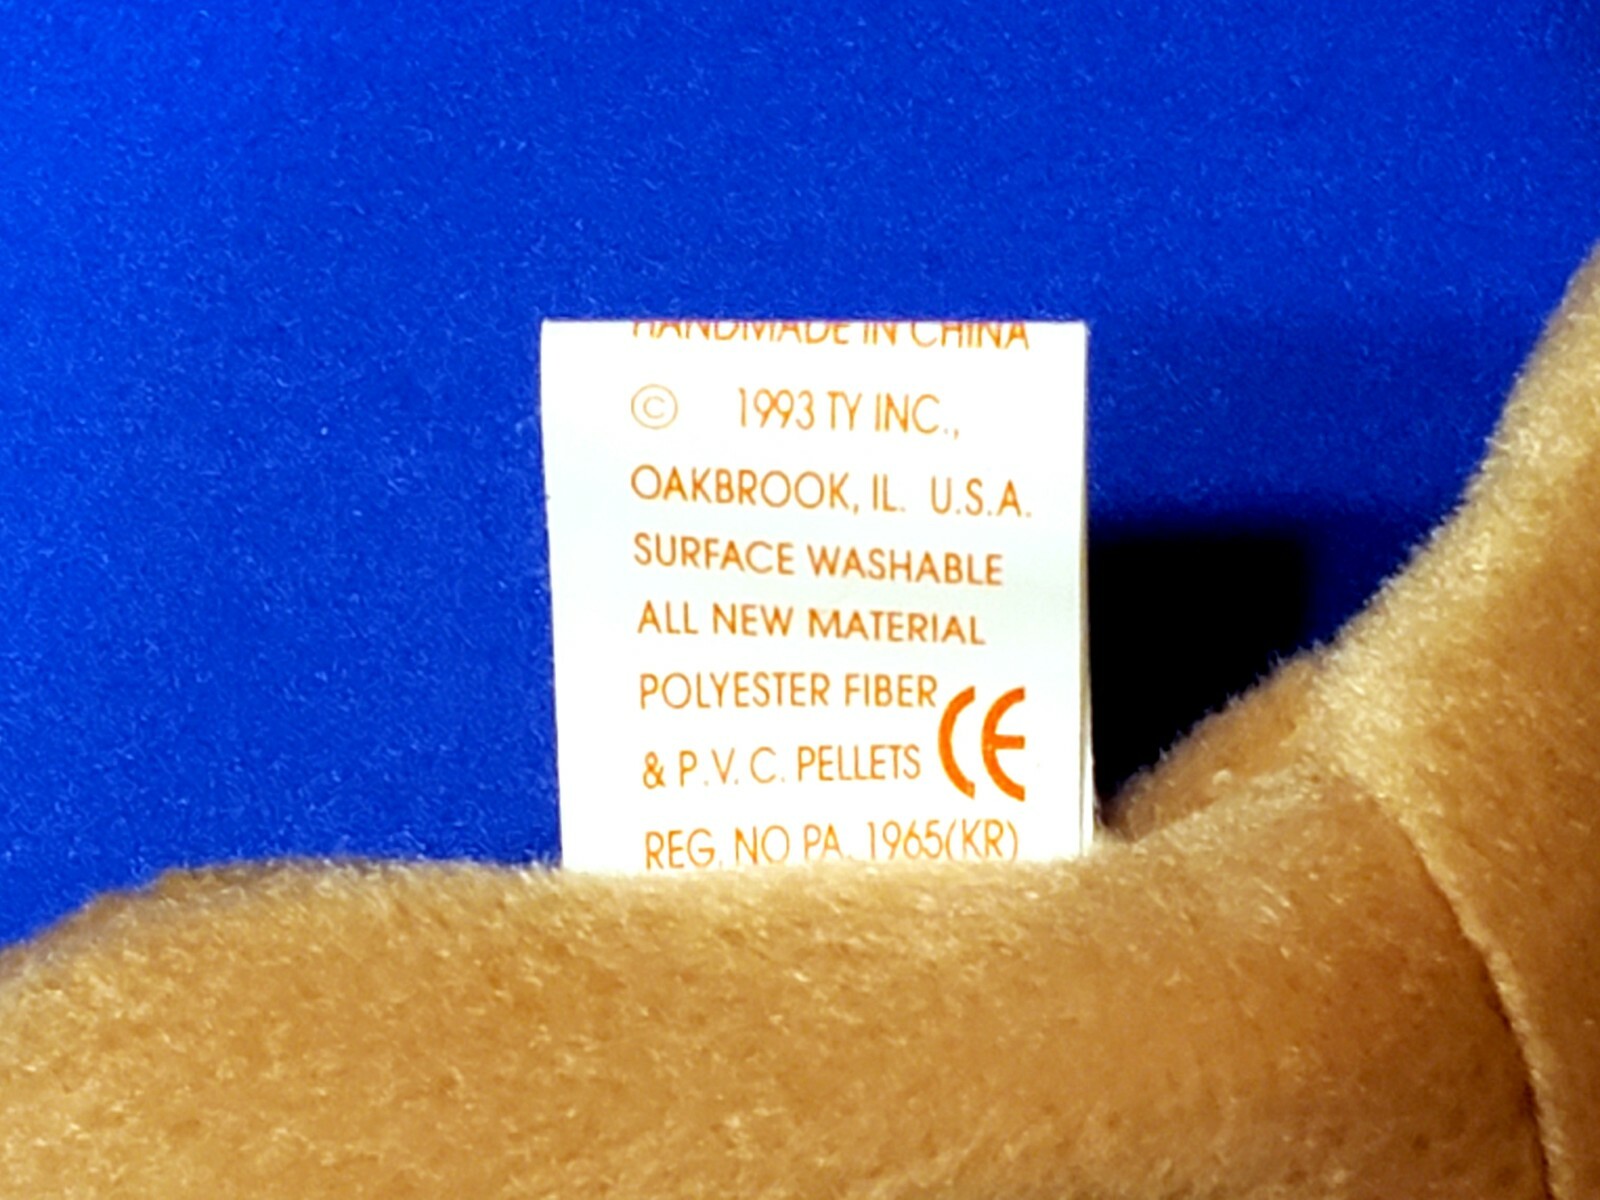 HANDMADE IN CHINA
© 1993 TY INC.,
OAKBROOK, IL. U.S.A.
SURFACE WASHABLE
ALL NEW MATERIAL
POLYESTER FIBER
& P.V.C. PELLETS CE
REG. NO PA. 1965(KR)